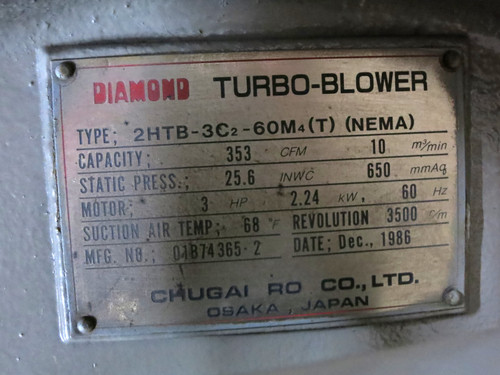 DIAMOND TURBO-BLOWER
TYPE; 2HTB-3C2-60M4(T) (NEMA)
CAPACITY; 353 CFM 10 m³/min
STATIC PRESS.; 25.6 INWC 650 mmAq
MOTOR; 3 HP 2.24 KW, 60 Hz
SUCTION AIR TEMP; 68 F REVOLUTION 3500 c/m
MFG. NO.; 01B74365-2 DATE; Dec., 1986
CHUGAI RO CO., LTD.
OSAKA, JAPAN